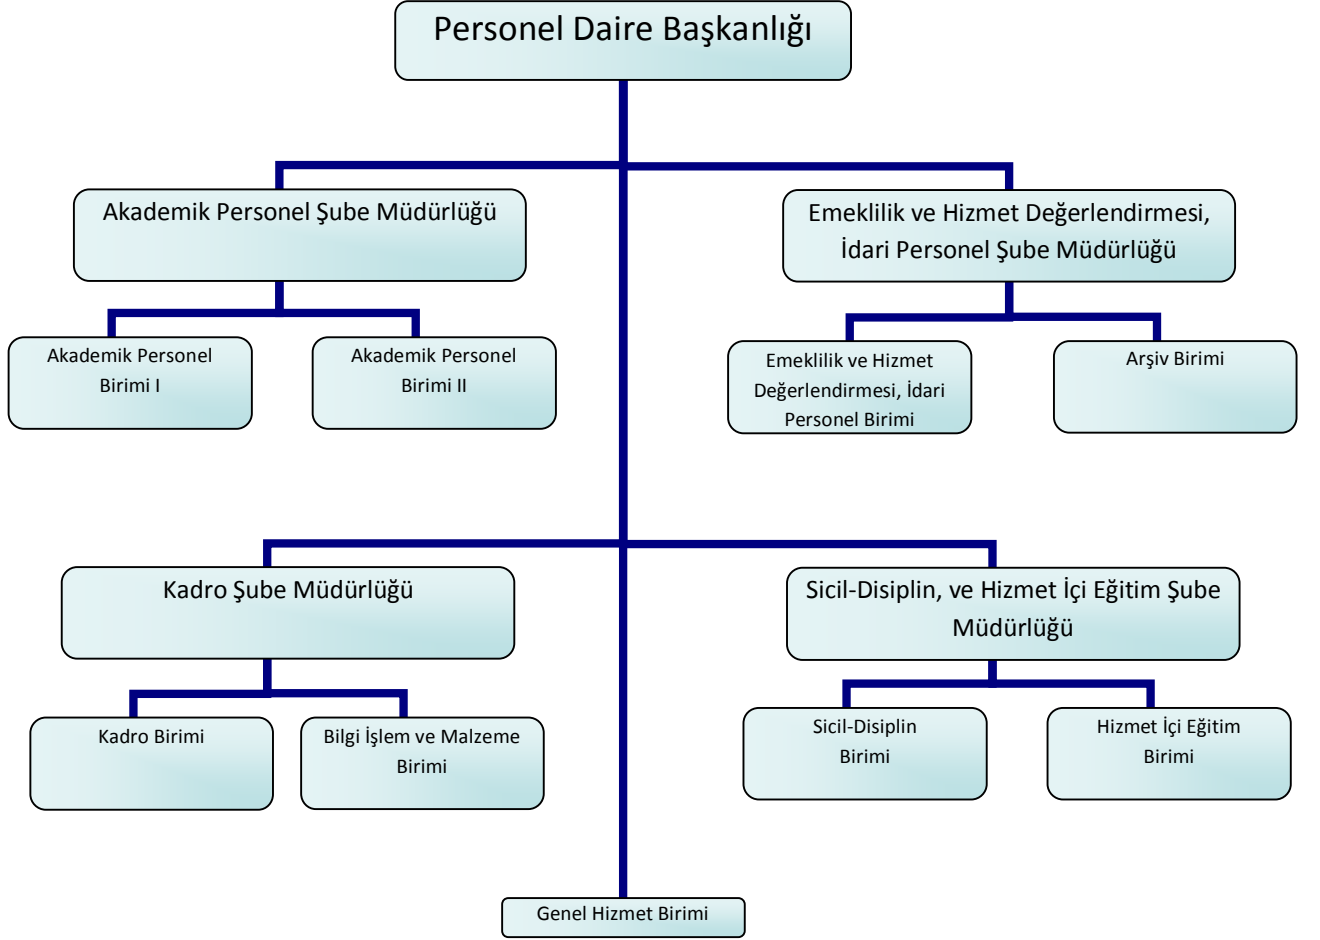 Personel Daire Başkanlığı
Akademik Personel Şube Müdürlüğü
Emeklilik ve Hizmet Değerlendirmesi,
İdari Personel Şube Müdürlüğü
Akademik Personel
Birimi I
Akademik Personel
Birimi II
Emeklilik ve Hizmet
Değerlendirmesi, İdari
Personel Birimi
Arşiv Birimi
Kadro Şube Müdürlüğü
Sicil-Disiplin, ve Hizmet İçi Eğitim Şube
Müdürlüğü
Kadro Birimi
Bilgi İşlem ve Malzeme
Birimi
Sicil-Disiplin
Birimi
Hizmet İçi Eğitim
Birimi
Genel Hizmet Birimi